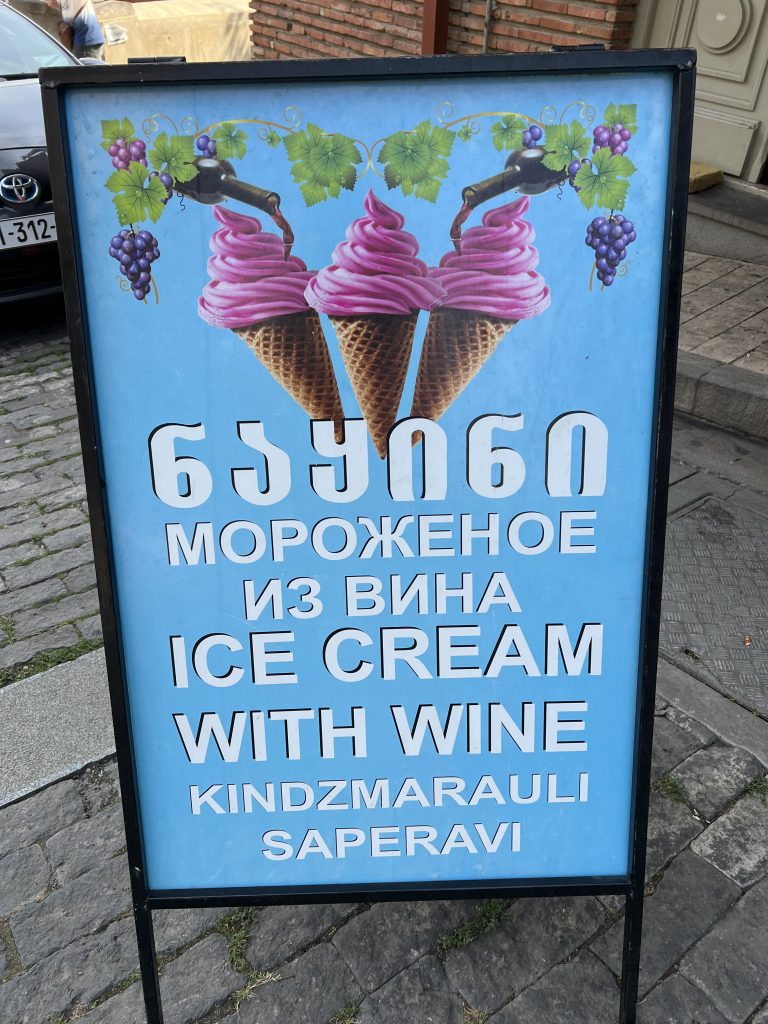 ნაყინი
МОРОЖЕНОЕ
ИЗ ВИНА
ICE CREAM
WITH WINE
KINDZMARAULI
SAPERAVI